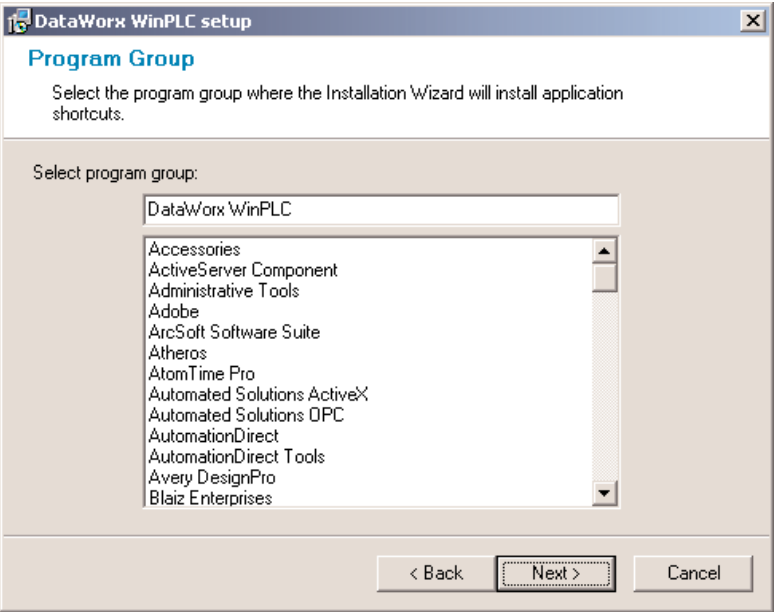 DataWorx WinPLC setup
Program Group
Select the program group where the Installation Wizard will install application
shortcuts.
Select program group:
DataWorx WinPLC
Accessories
ActiveServer Component
Administrative Tools
Adobe
ArcSoft Software Suite
Atheros
AtomTime Pro
Automated Solutions ActiveX
Automated Solutions OPC
AutomationDirect
AutomationDirect Tools
Avery DesignPro
Blaiz Enterprises
< Back Next > Cancel